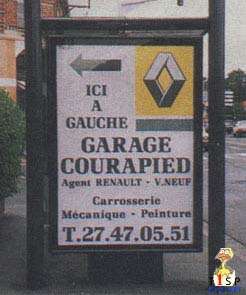 ICI
A
GAUCHE
GARAGE
COURAPIED
Agent RENAULT - V.NEUF
Carrosserie
Mécanique - Peinture
T.27.47.05.51